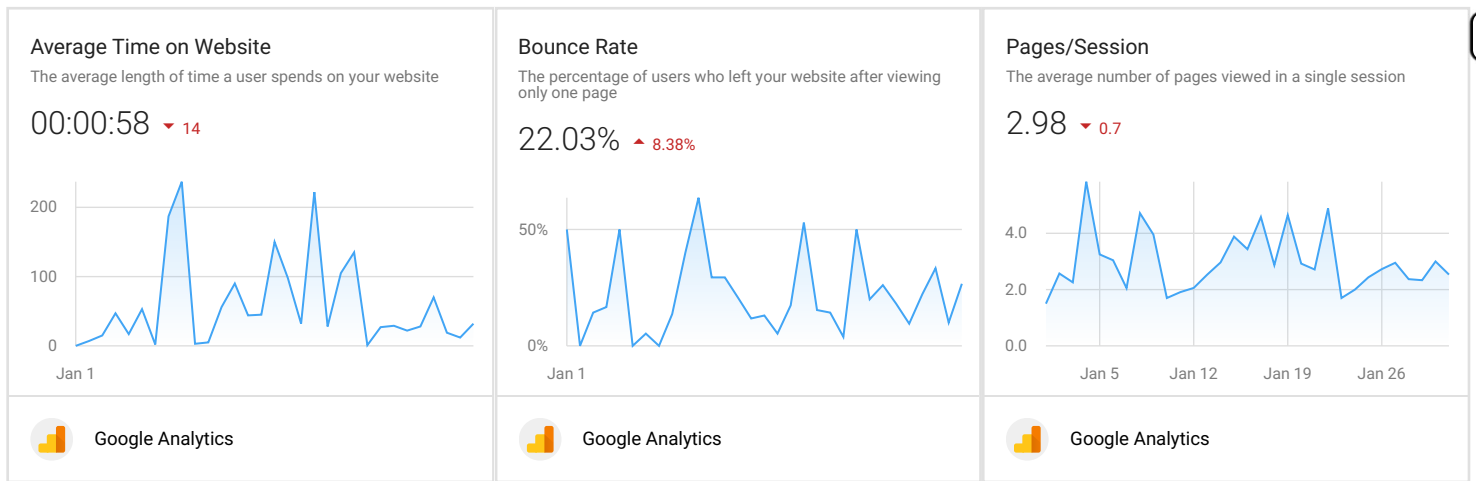 Average Time on Website
The average length of time a user spends on your website
00:00:58 14
200
100
0
Jan 1
Google Analytics
Bounce Rate
The percentage of users who left your website after viewing
only one page
22.03% 8.38%
50%
0%
Jan 1
Google Analytics
Pages/Session
The average number of pages viewed in a single session
2.98 0.7
4.0
2.0
0.0
Jan 5 Jan 12 Jan 19 Jan 26
Google Analytics